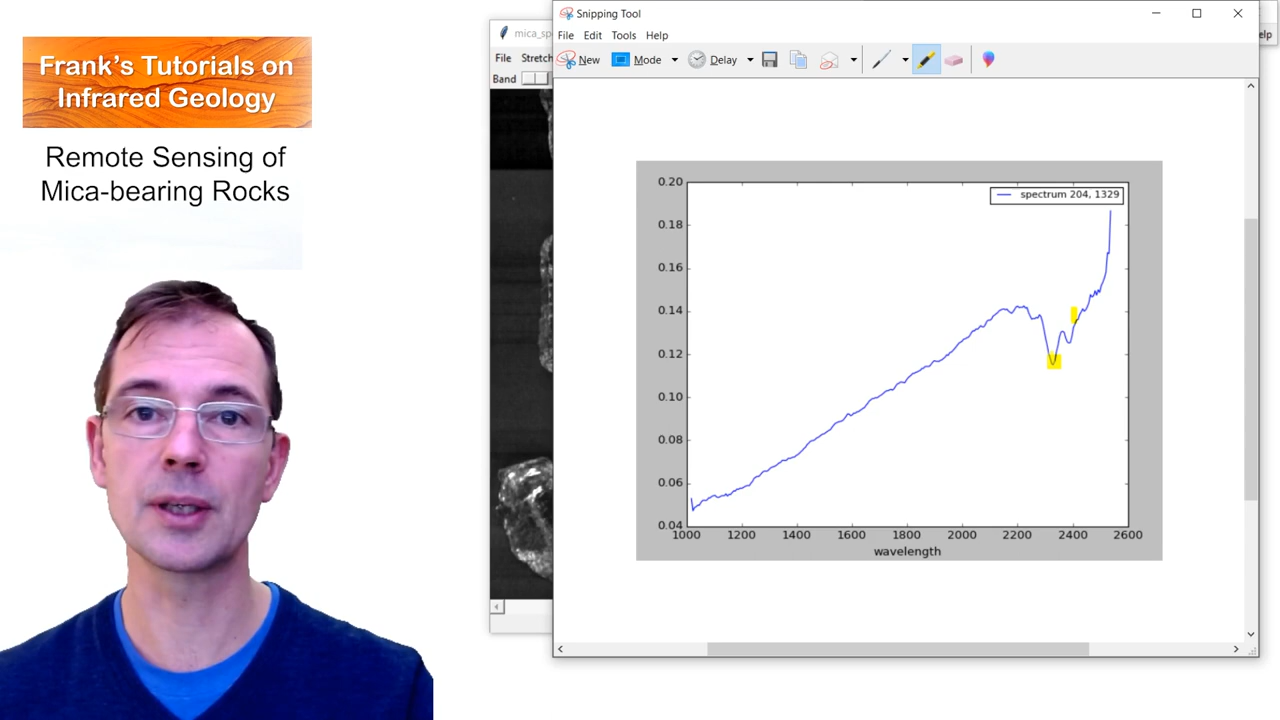 Frank's Tutorials on
Infrared Geology
Remote Sensing of
Mica-bearing Rocks
File Stretch
Band
Snipping Tool
File Edit Tools Help
New Mode Delay
spectrum 204, 1329
0.20
0.18
0.16
0.14
0.12
0.10
0.08
0.06
0.04
1000 1200 1400 1600 1800 2000 2200 2400 2600
wavelength